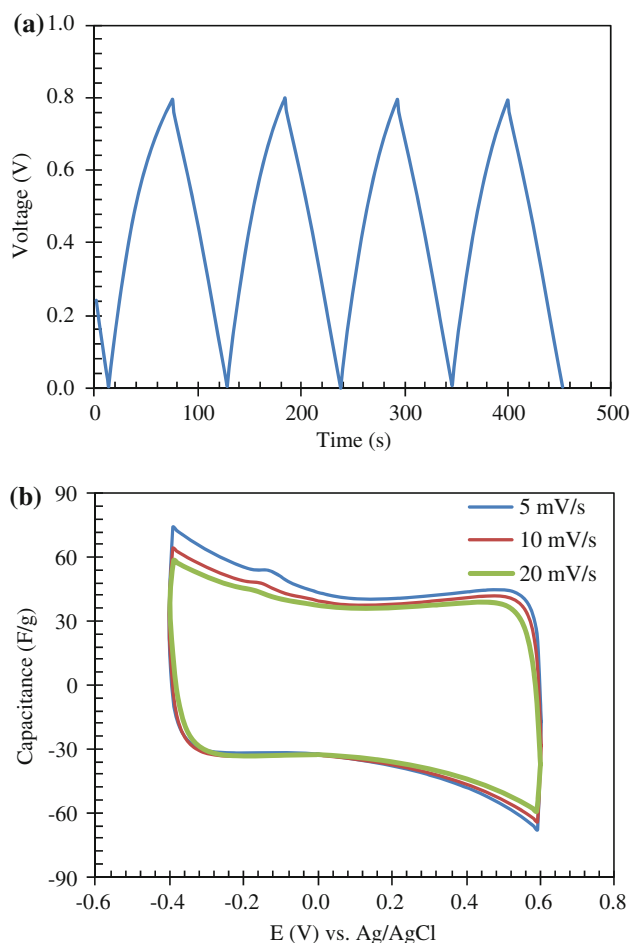 (a)
1.0
0.8
0.6
0.4
0.2
0.0
Voltage (V)
0 100 200 300 400 500
Time (s)
(b)
90
60
30
0
-30
-60
-90
Capacitance (F/g)
5 mV/s
10 mV/s
20 mV/s
-0.6 -0.4 -0.2 0.0 0.2 0.4 0.6 0.8
E (V) vs. Ag/AgCl